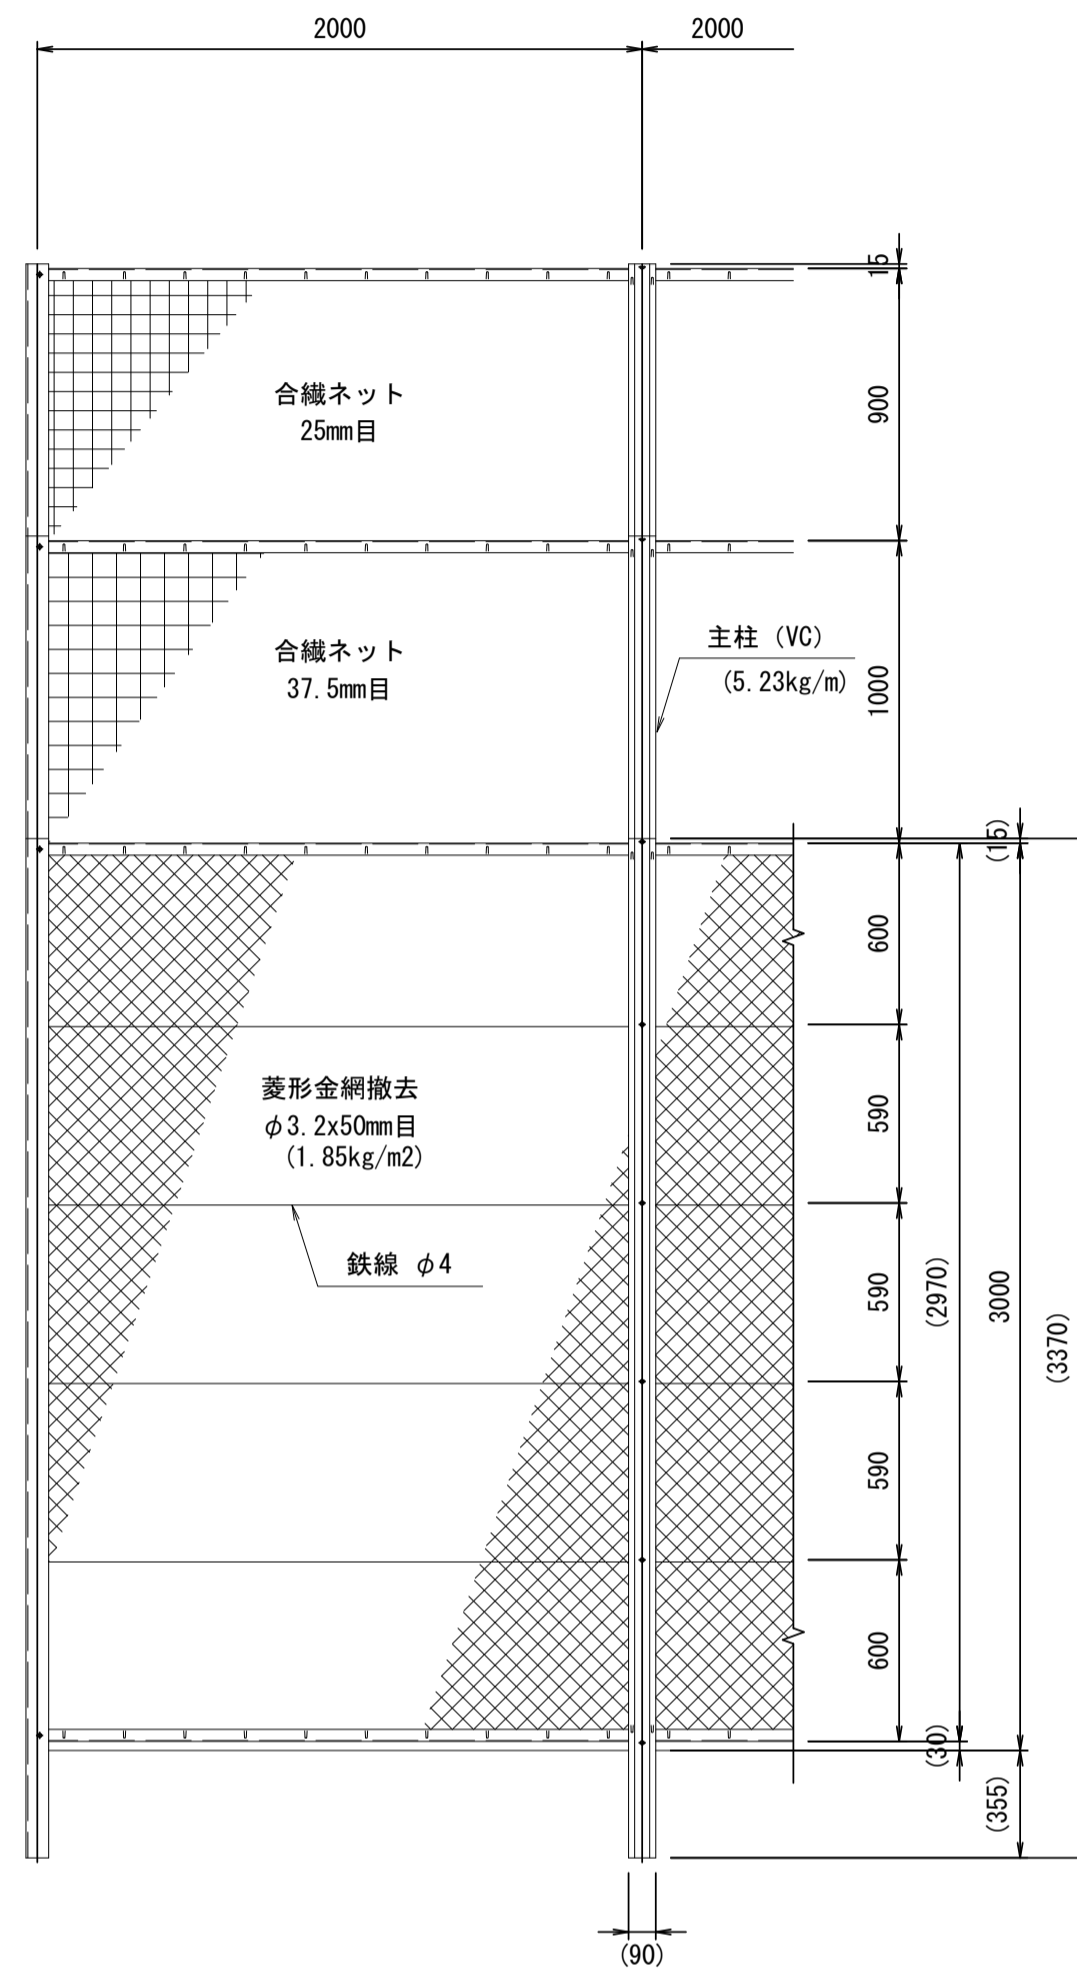 2000
2000
15
合繊ネット
25mm目
900
合繊ネット
37.5mm目
主柱（VC）
(5.23kg/m)
1000
(15)
600
菱形金網撤去
φ3.2x50mm目
(1.85kg/m2)
590
鉄線 φ4
590
(2970)
3000
(3370)
590
600
(30)
(355)
(90)